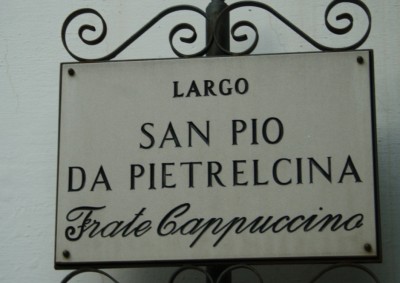 LARGO
SAN PIO
DA PIETRELCINA
Frate Cappuccino